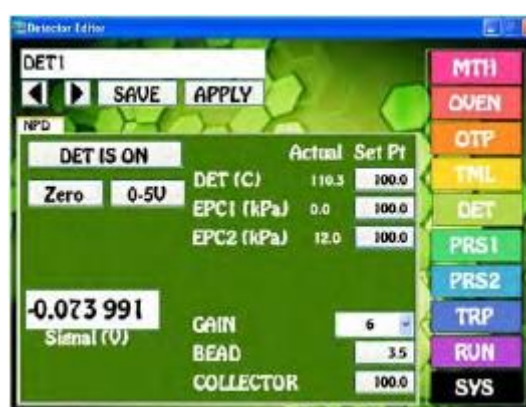 Detector Editor
DET1
SAVE APPLY
NPD
DET IS ON
Zero 0-5V
Actual Set Pt
DET (C) 110.3 100.0
EPC1 (kPa) 0.0 100.0
EPC2 (kPa) 12.0 100.0
-0.073 991
Signal (V)
GAIN 6
BEAD 3.5
COLLECTOR 100.0
MTH
OVEN
OTP
TML
DET
PRS1
PRS2
TRP
RUN
SYS